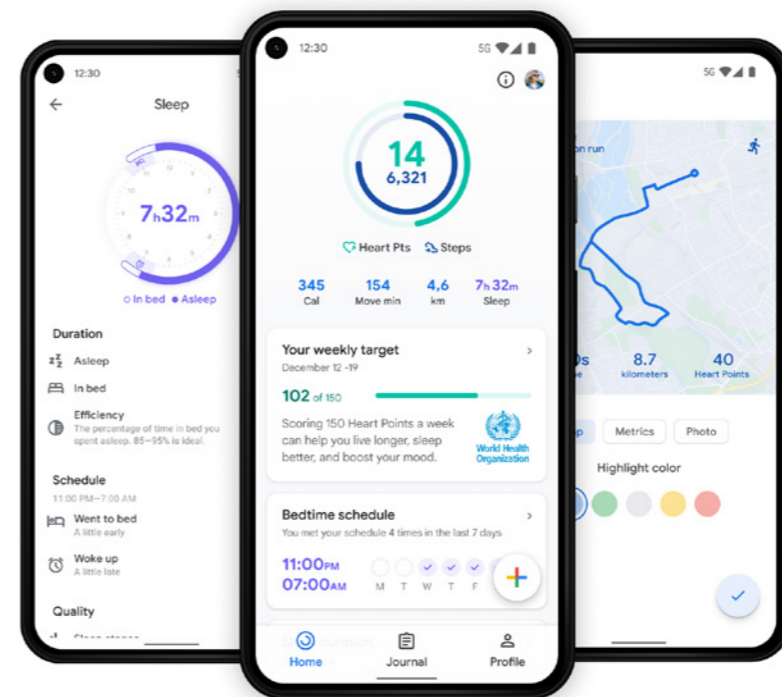 12:30
Sleep
7h32m
In bed
Asleep
Duration
Asleep
In bed
Efficiency
The percentage of time in bed you
spent asleep. 85–95% is ideal.
Schedule
11:00 PM–7:00 AM
Went to bed
A little early
Woke up
A little late
Quality
12:30
5G
14
6,321
Heart Pts
Steps
345
Cal
154
Move min
4,6
km
7h32m
Sleep
Your weekly target
December 12 -19
102 of 150
Scoring 150 Heart Points a week
can help you live longer, sleep
better, and boost your mood.
World Health
Organization
Bedtime schedule
You met your schedule 4 times in the last 7 days
11:00PM
07:00AM
M T W T F
Home
Journal
Profile
5G
run
8.7
kilometers
40
Heart Points
Metrics
Photo
Highlight color